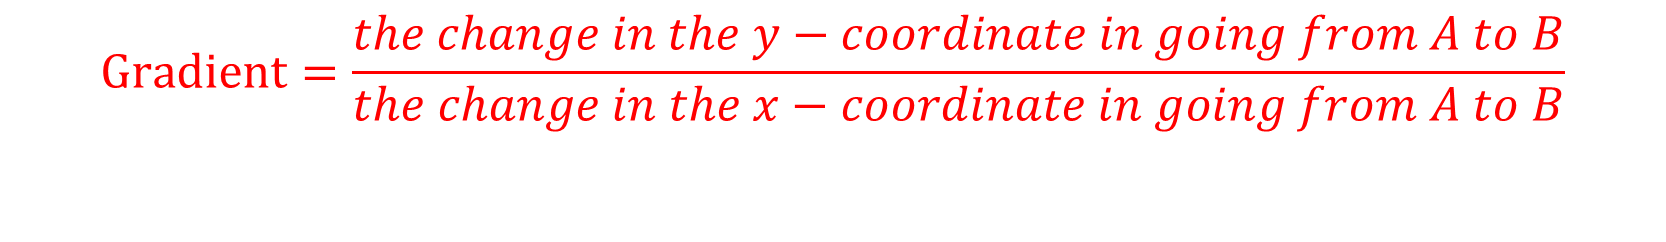 Gradient = the change in the y − coordinate in going from A to B
the change in the x − coordinate in going from A to B